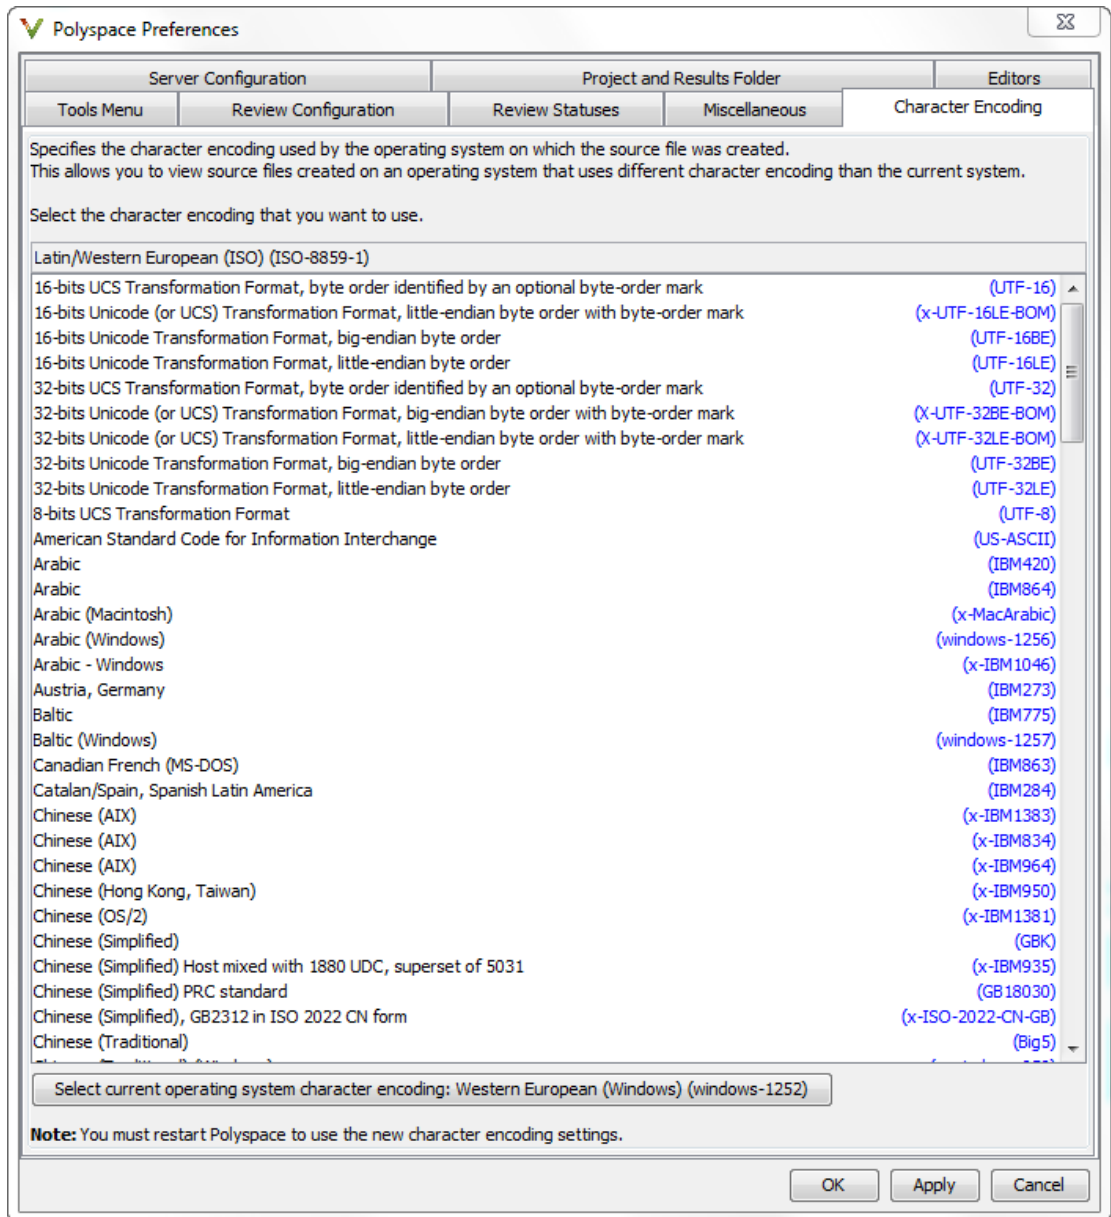 Polyspace Preferences
Server Configuration Project and Results Folder Editors
Tools Menu Review Configuration Review Statuses Miscellaneous Character Encoding
Specifies the character encoding used by the operating system on which the source file was created.
This allows you to view source files created on an operating system that uses different character encoding than the current system.
Select the character encoding that you want to use.
Latin/Western European (ISO) (ISO-8859-1)
16-bits UCS Transformation Format, byte order identified by an optional byte-order mark (UTF-16)
16-bits Unicode (or UCS) Transformation Format, little-endian byte order with byte-order mark (x-UTF-16LE-BOM)
16-bits Unicode Transformation Format, big-endian byte order (UTF-16BE)
16-bits Unicode Transformation Format, little-endian byte order (UTF-16LE)
32-bits UCS Transformation Format, byte order identified by an optional byte-order mark (UTF-32)
32-bits Unicode (or UCS) Transformation Format, big-endian byte order with byte-order mark (X-UTF-32BE-BOM)
32-bits Unicode (or UCS) Transformation Format, little-endian byte order with byte-order mark (X-UTF-32LE-BOM)
32-bits Unicode Transformation Format, big-endian byte order (UTF-32BE)
32-bits Unicode Transformation Format, little-endian byte order (UTF-32LE)
8-bits UCS Transformation Format (UTF-8)
American Standard Code for Information Interchange (US-ASCII)
Arabic (IBM420)
Arabic (IBM864)
Arabic (Macintosh) (x-MacArabic)
Arabic (Windows) (windows-1256)
Arabic - Windows (x-IBM1046)
Austria, Germany (IBM273)
Baltic (IBM775)
Baltic (Windows) (windows-1257)
Canadian French (MS-DOS) (IBM863)
Catalan/Spain, Spanish Latin America (IBM284)
Chinese (AIX) (x-IBM1383)
Chinese (AIX) (x-IBM834)
Chinese (AIX) (x-IBM964)
Chinese (Hong Kong, Taiwan) (x-IBM950)
Chinese (OS/2) (x-IBM1381)
Chinese (Simplified) (GBK)
Chinese (Simplified) Host mixed with 1880 UDC, superset of 5031 (x-IBM935)
Chinese (Simplified) PRC standard (GB18030)
Chinese (Simplified), GB2312 in ISO 2022 CN form (x-ISO-2022-CN-GB)
Chinese (Traditional) (Big5)
Select current operating system character encoding: Western European (Windows) (windows-1252)
Note: You must restart Polyspace to use the new character encoding settings.
OK Apply Cancel